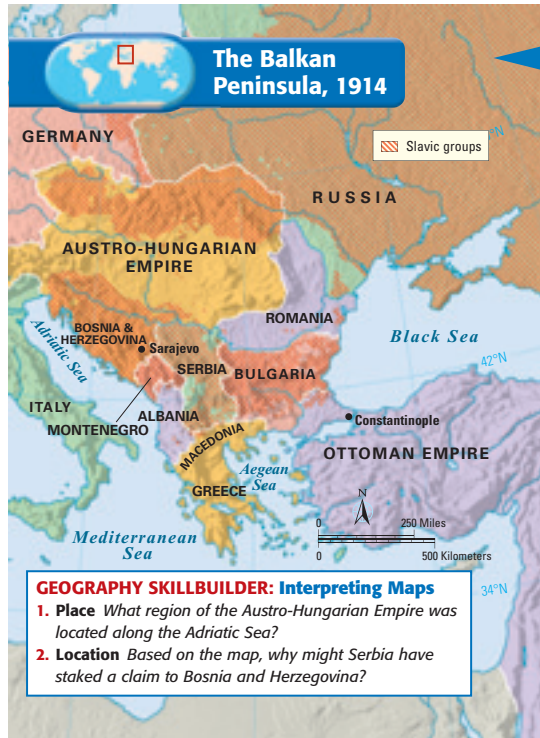 The Balkan
Peninsula, 1914
GERMANY
°N
Slavic groups
RUSSIA
AUSTRO-HUNGARIAN
EMPIRE
ROMANIA
BOSNIA &
HERZEGOVINA
Adriatic Sea
Sarajevo
Black Sea
42°N
SERBIA
BULGARIA
ITALY
MONTENEGRO
ALBANIA
Constantinople
MACEDONIA
OTTOMAN EMPIRE
Aegean
Sea
GREECE
N
0 250 Miles
0 500 Kilometers
Mediterranean
Sea
34°N
GEOGRAPHY SKILLBUILDER: Interpreting Maps
1. Place What region of the Austro-Hungarian Empire was
located along the Adriatic Sea?
2. Location Based on the map, why might Serbia have
staked a claim to Bosnia and Herzegovina?